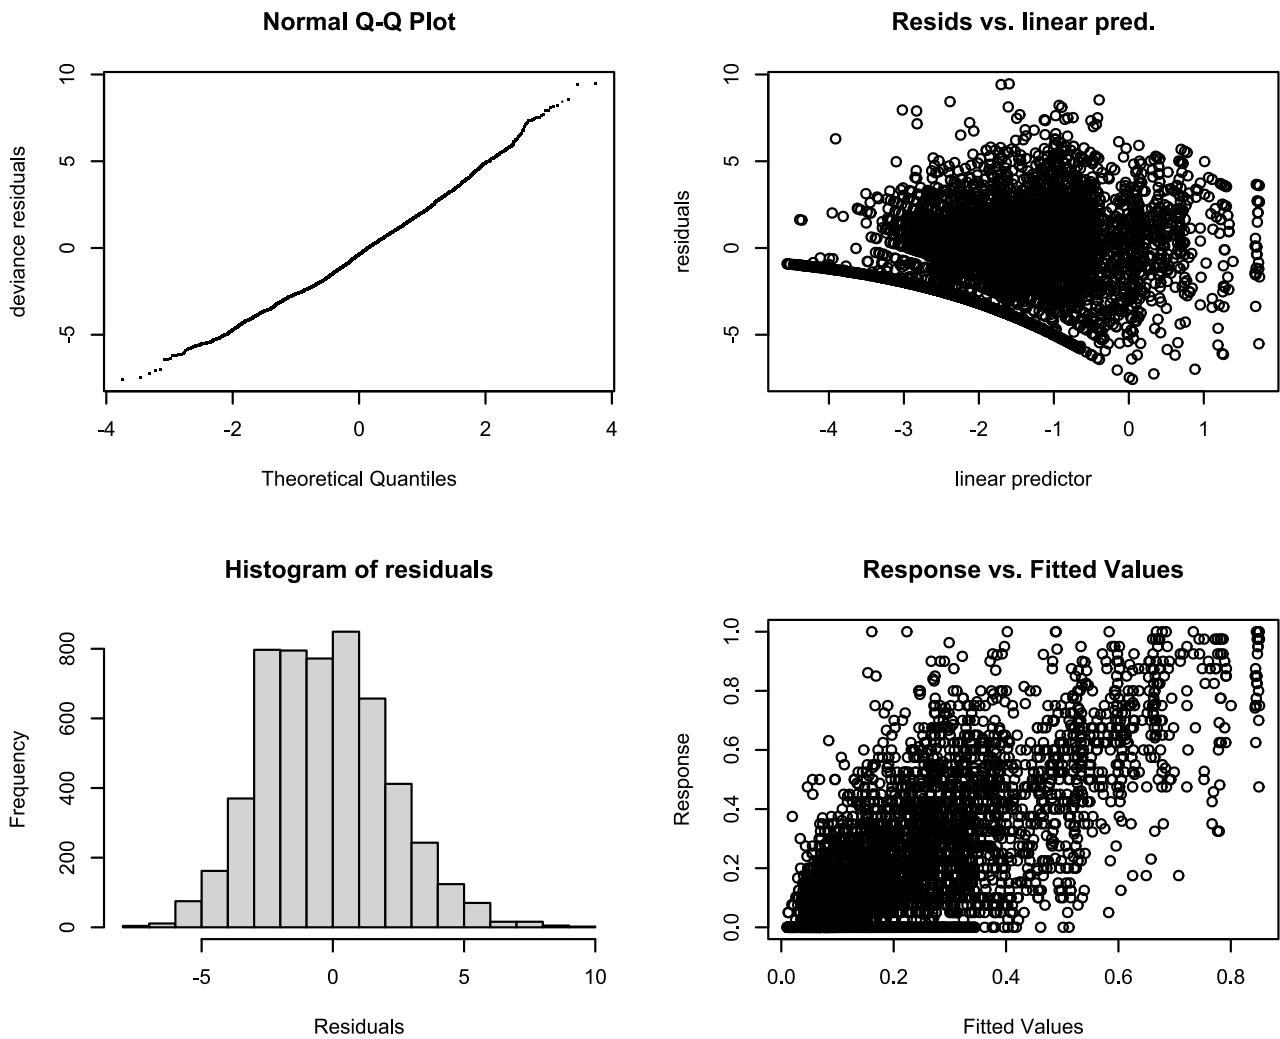 Normal Q-Q Plot
10
5
0
-5
deviance residuals
-4 -2 0 2 4
Theoretical Quantiles
Resids vs. linear pred.
10
5
0
-5
residuals
-4 -3 -2 -1 0 1
linear predictor
Histogram of residuals
800
600
400
200
0
Frequency
-5 0 5 10
Residuals
Response vs. Fitted Values
1.0
0.8
0.6
0.4
0.2
0.0
Response
0.0 0.2 0.4 0.6 0.8
Fitted Values